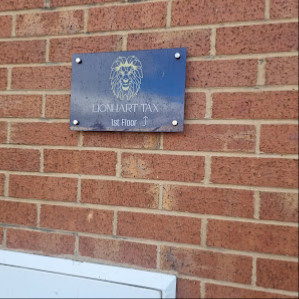 LIONHART TAX
1st Floor